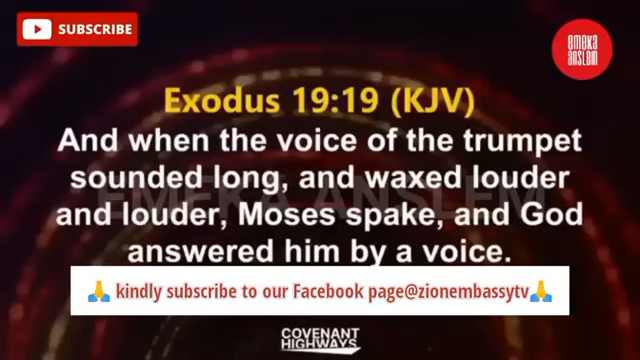 SUBSCRIBE
EMEKA
ANSLEM
Exodus 19:19 (KJV)
And when the voice of the trumpet
sounded long, and waxed louder
EMEKA ANSLEM
and louder, Moses spake, and God
answered him by a voice.
🙏 kindly subscribe to our Facebook page@zionembassytv🙏
COVENANT
HIGHWAYS